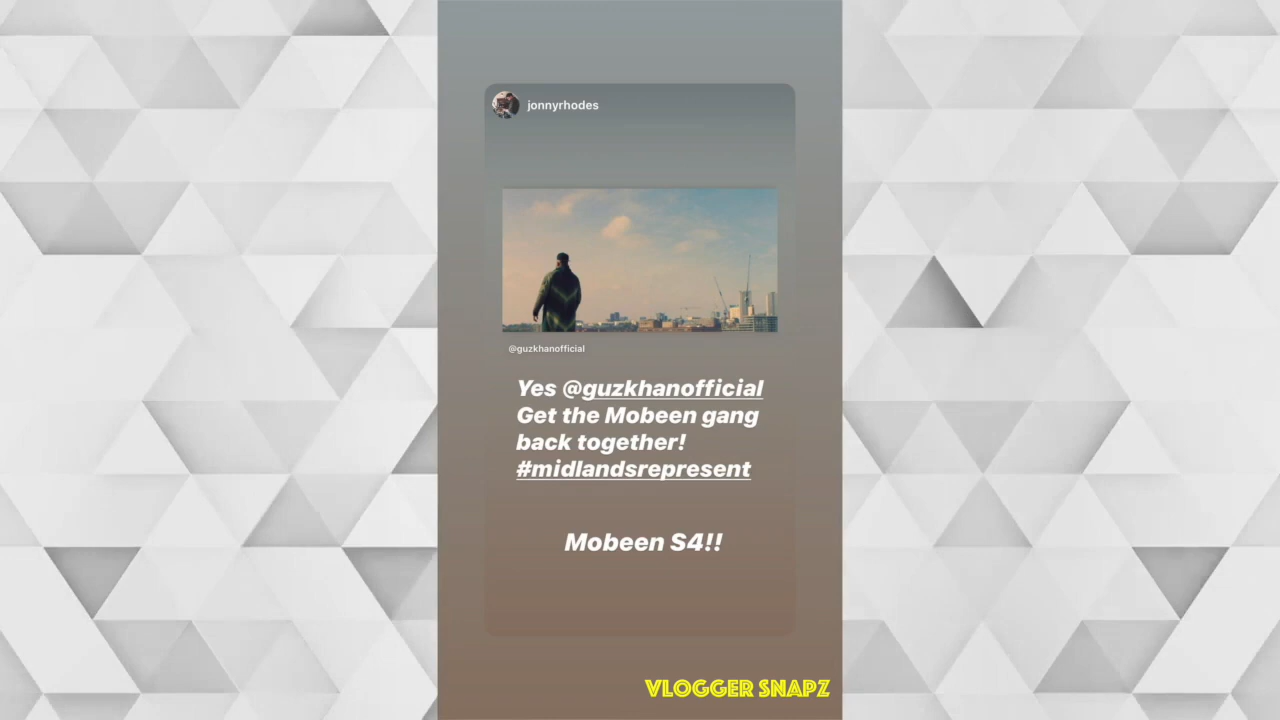 jonnyrhodes
@guzkhanofficial
Yes @guzkhanofficial
Get the Mobeen gang
back together!
#midlandsrepresent
Mobeen S4!!
VLOGGER SNAPZ